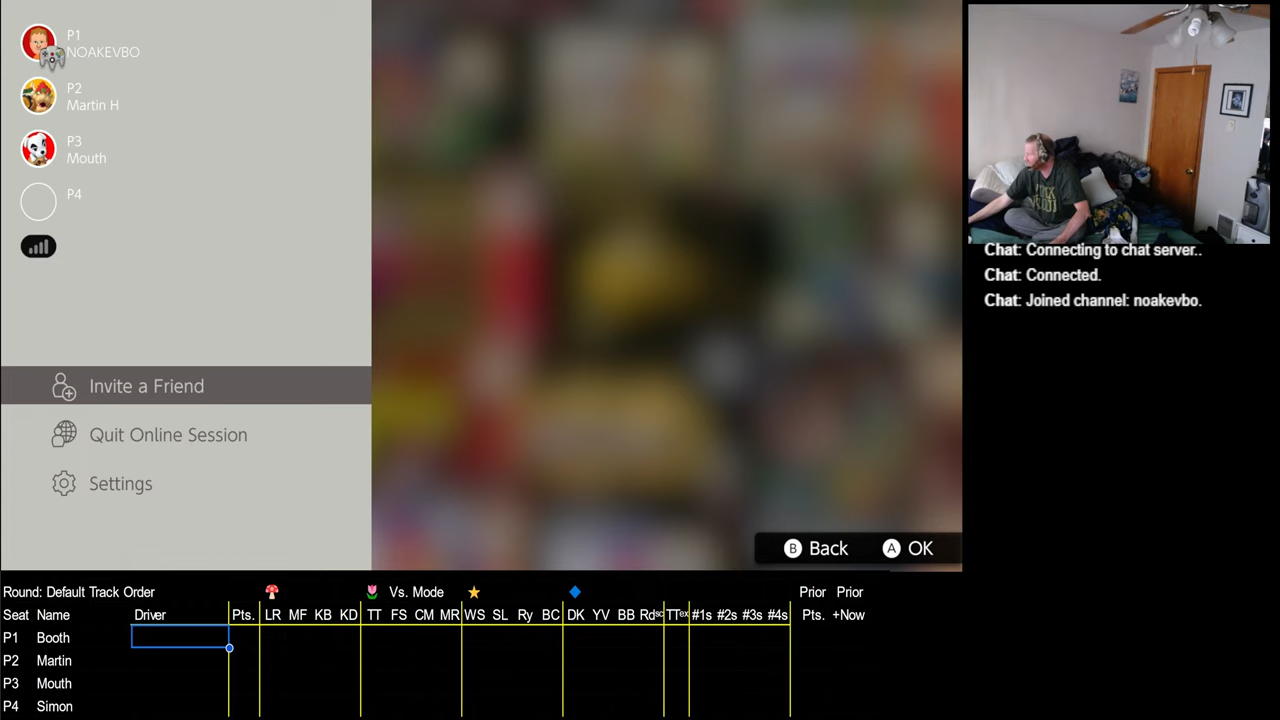 P1
NOAKEVBO
P2
Martin H
P3
Mouth
P4
Invite a Friend
Quit Online Session
Settings
B Back A OK
Chat: Connecting to chat server..
Chat: Connected.
Chat: Joined channel: noakevbo.
Round: Default Track Order Vs. Mode Prior Prior
Seat Name Driver Pts. LR MF KB KD TT FS CM MR WS SL Ry BC DK YV BB Rdˢᶜ TTᵉˣ #1s #2s #3s #4s Pts. +Now
P1 Booth
P2 Martin
P3 Mouth
P4 Simon